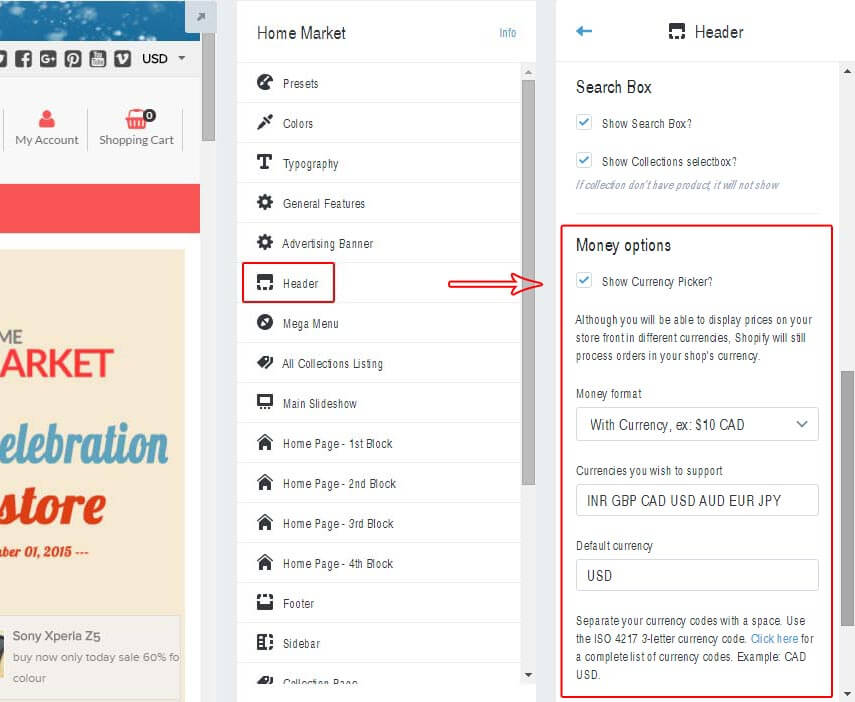 USD
0
My Account
Shopping Cart
ME
ARKET
elebration
store
ber 01, 2015 ---
Sony Xperia Z5
buy now only today sale 60% fo
colour
Home Market
Info
Presets
Colors
Typography
General Features
Advertising Banner
Header
Mega Menu
All Collections Listing
Main Slideshow
Home Page - 1st Block
Home Page - 2nd Block
Home Page - 3rd Block
Home Page - 4th Block
Footer
Sidebar
Collection Page
Header
Search Box
Show Search Box?
Show Collections selectbox?
If collection don't have product, it will not show
Money options
Show Currency Picker?
Although you will be able to display prices on your
store front in different currencies, Shopify will still
process orders in your shop's currency.
Money format
With Currency, ex: $10 CAD
Currencies you wish to support
INR GBP CAD USD AUD EUR JPY
Default currency
USD
Separate your currency codes with a space. Use
the ISO 4217 3-letter currency code. Click here for
a complete list of currency codes. Example: CAD
USD.